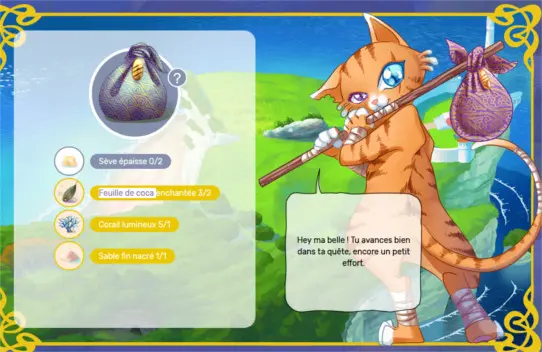 ?
Sève épaisse 0/2
Feuille de coca enchantée 3/2
Corail lumineux 5/1
Sable fin nacré 1/1
Hey ma belle ! Tu avances bien
dans ta quête, encore un petit
effort.